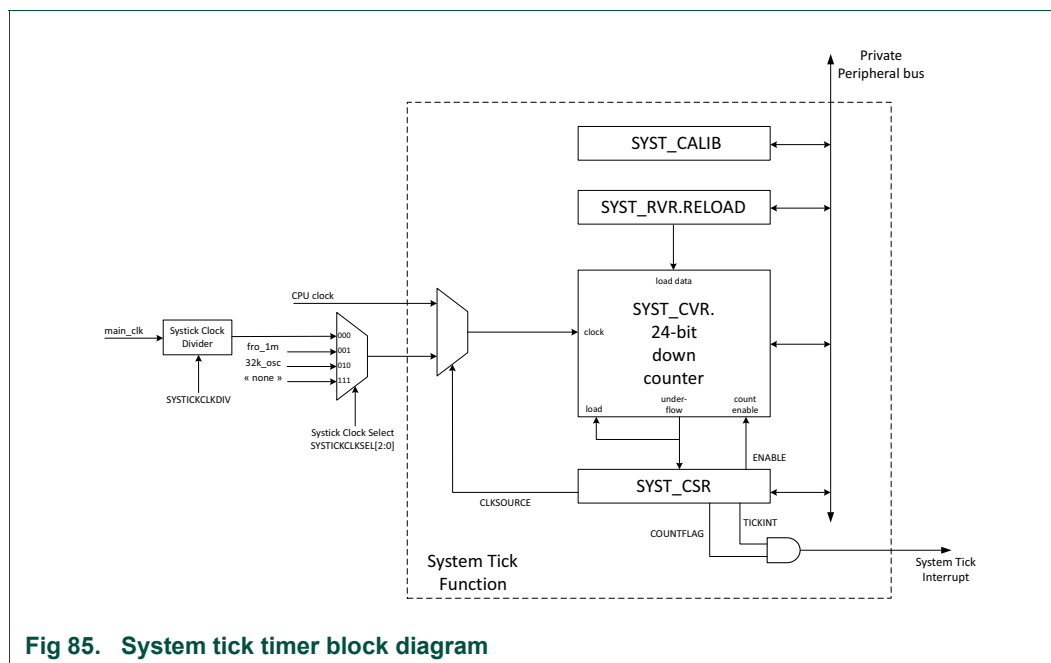 Private
Peripheral bus
SYST_CALIB
SYST_RVR.RELOAD
load data
CPU clock
SYST_CVR.
24-bit
down
counter
clock
main_clk
Systick Clock
Divider
000
fro_1m
001
32k_osc
010
« none »
111
SYSTICKCLKDIV
Systick Clock Select
SYSTICKCLKSEL[2:0]
load
under-
flow
count
enable
ENABLE
SYST_CSR
CLKSOURCE
TICKINT
COUNTFLAG
System Tick
Function
System Tick
Interrupt
Fig 85. System tick timer block diagram